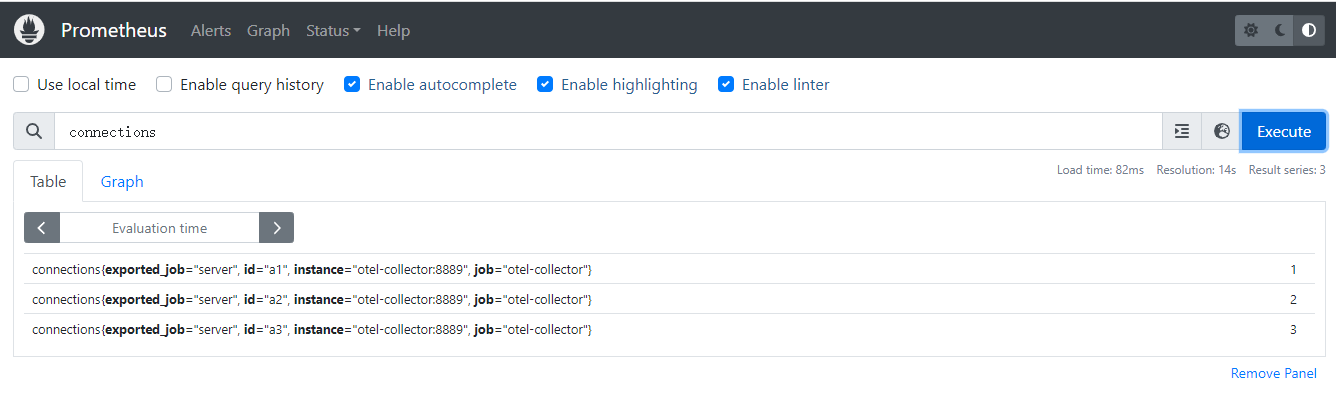 Prometheus Alerts Graph Status Help
Use local time Enable query history Enable autocomplete Enable highlighting Enable linter
connections Execute
Load time: 82ms Resolution: 14s Result series: 3
Table Graph
Evaluation time
connections{exported_job="server", id="a1", instance="otel-collector:8889", job="otel-collector"} 1
connections{exported_job="server", id="a2", instance="otel-collector:8889", job="otel-collector"} 2
connections{exported_job="server", id="a3", instance="otel-collector:8889", job="otel-collector"} 3
Remove Panel